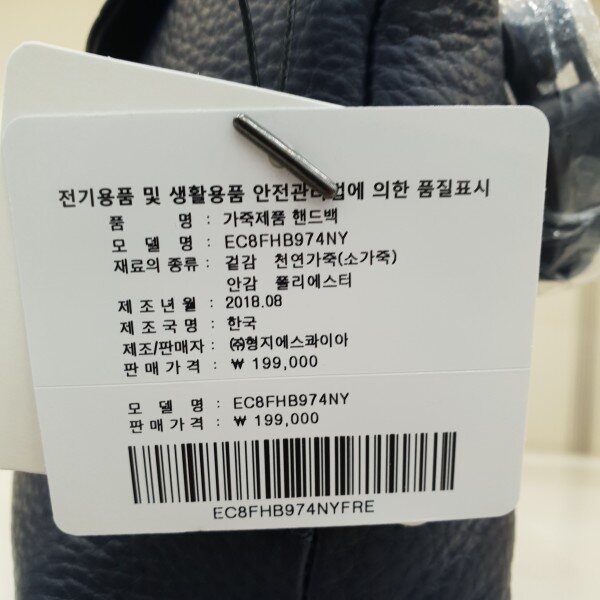 전기용품 및 생활용품 안전관리법에 의한 품질표시
품 명 : 가죽제품 핸드백
모 델 명 : EC8FHB974NY
재료의 종류 : 겉감 천연가죽(소가죽)
안감 폴리에스터
제 조 년 월 : 2018.08
제 조 국 명 : 한국
제조/판매자 : ㈜형지에스콰이아
판 매 가 격 : ₩ 199,000
모 델 명 : EC8FHB974NY
판 매 가 격 : ₩ 199,000
EC8FHB974NYFRE